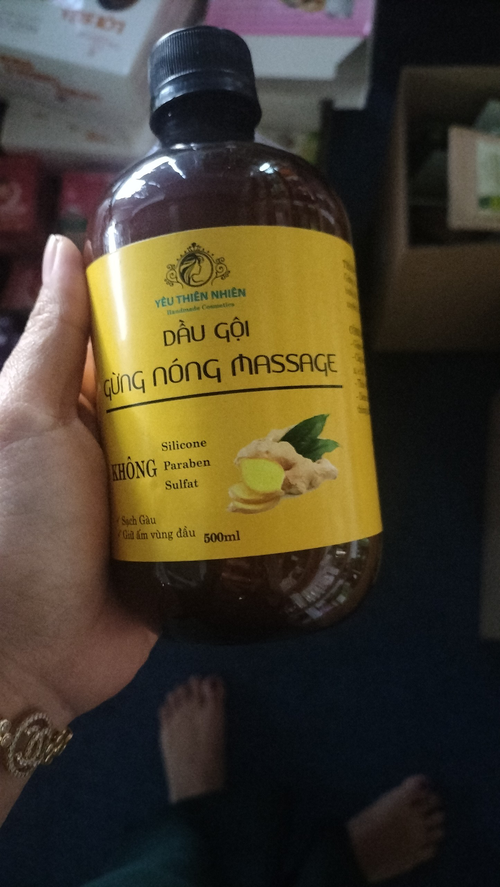 YÊU THIÊN NHIÊN
Handmade Cosmetics
DẦU GỘI
GỪNG NÓNG MASSAGE
KHÔNG
Silicone
Paraben
Sulfat
✓ Sạch Gàu
✓ Giữ ấm vùng đầu
500ml